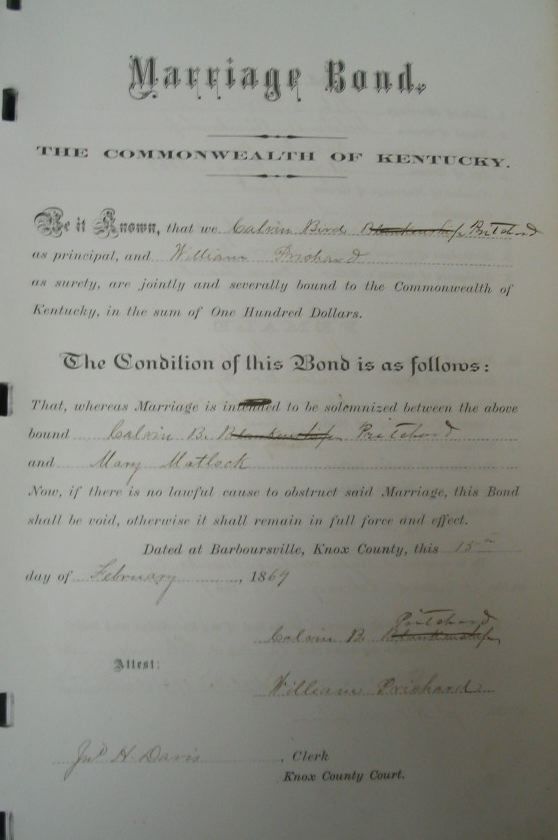 Marriage Bond.
THE COMMONWEALTH OF KENTUCKY.
Be it Known, that we Calvin Bird Blankenship Pritchard
as principal, and William Prichard
as surety, are jointly and severally bound to the Commonwealth of
Kentucky, in the sum of One Hundred Dollars.
The Condition of this Bond is as follows:
That, whereas Marriage is intended to be solemnized between the above
bound Calvin B. Blankenship Pritchard
and Mary Matlock
Now, if there is no lawful cause to obstruct said Marriage, this Bond
shall be void, otherwise it shall remain in full force and effect.
Dated at Barboursville, Knox County, this 15th
day of February, 1869
Pritchard
Calvin B Blankenship
Attest:
William Prichard
Jno H. Davis, Clerk
Knox County Court.